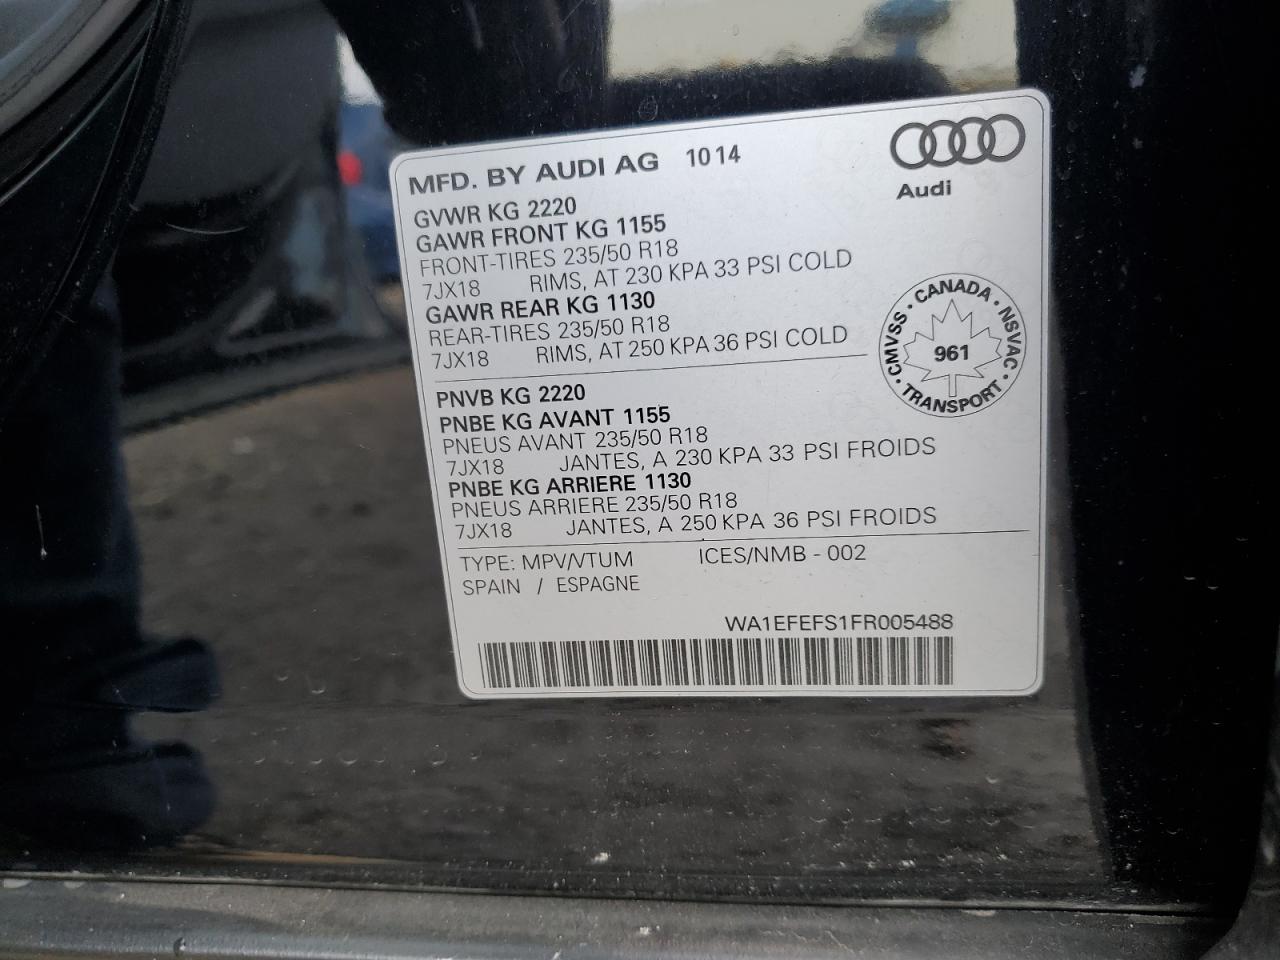 MFD. BY AUDI AG 1014
Audi
GVWR KG 2220
GAWR FRONT KG 1155
FRONT-TIRES 235/50 R18
7JX18 RIMS, AT 230 KPA 33 PSI COLD
GAWR REAR KG 1130
REAR-TIRES 235/50 R18
7JX18 RIMS, AT 250 KPA 36 PSI COLD
CMVSS · CANADA · NSVAC · TRANSPORT ·
961
PNVB KG 2220
PNBE KG AVANT 1155
PNEUS AVANT 235/50 R18
7JX18 JANTES, A 230 KPA 33 PSI FROIDS
PNBE KG ARRIERE 1130
PNEUS ARRIERE 235/50 R18
7JX18 JANTES, A 250 KPA 36 PSI FROIDS
TYPE: MPV/VTUM ICES/NMB - 002
SPAIN / ESPAGNE
WA1EFEFS1FR005488